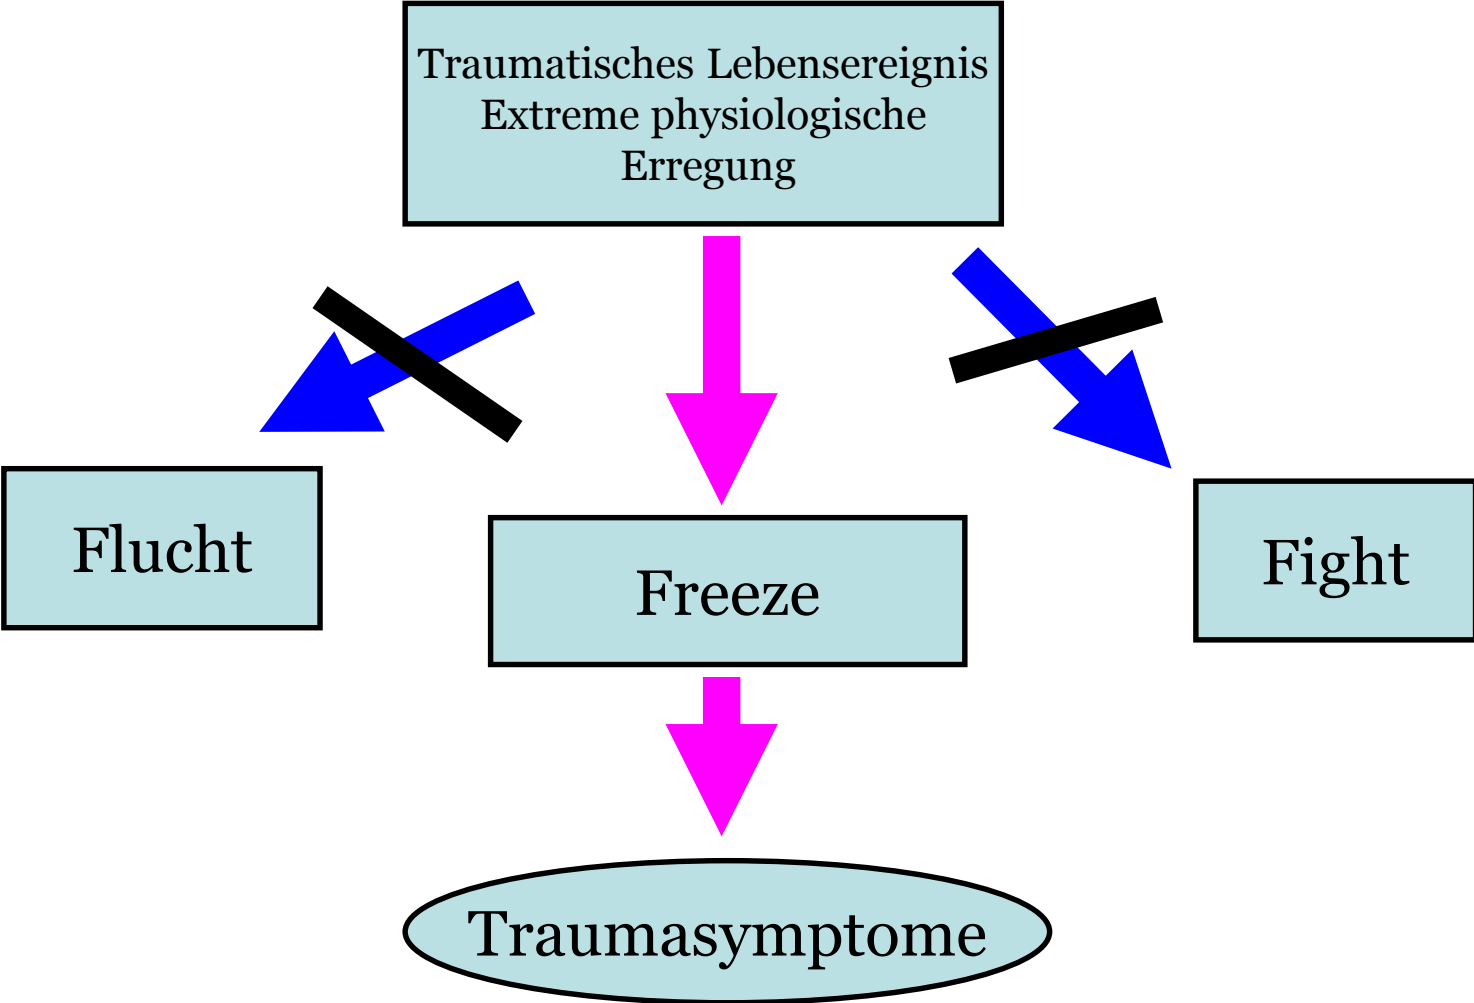 Traumatisches Lebensereignis
Extreme physiologische
Erregung
Flucht
Freeze
Fight
Traumasymptome